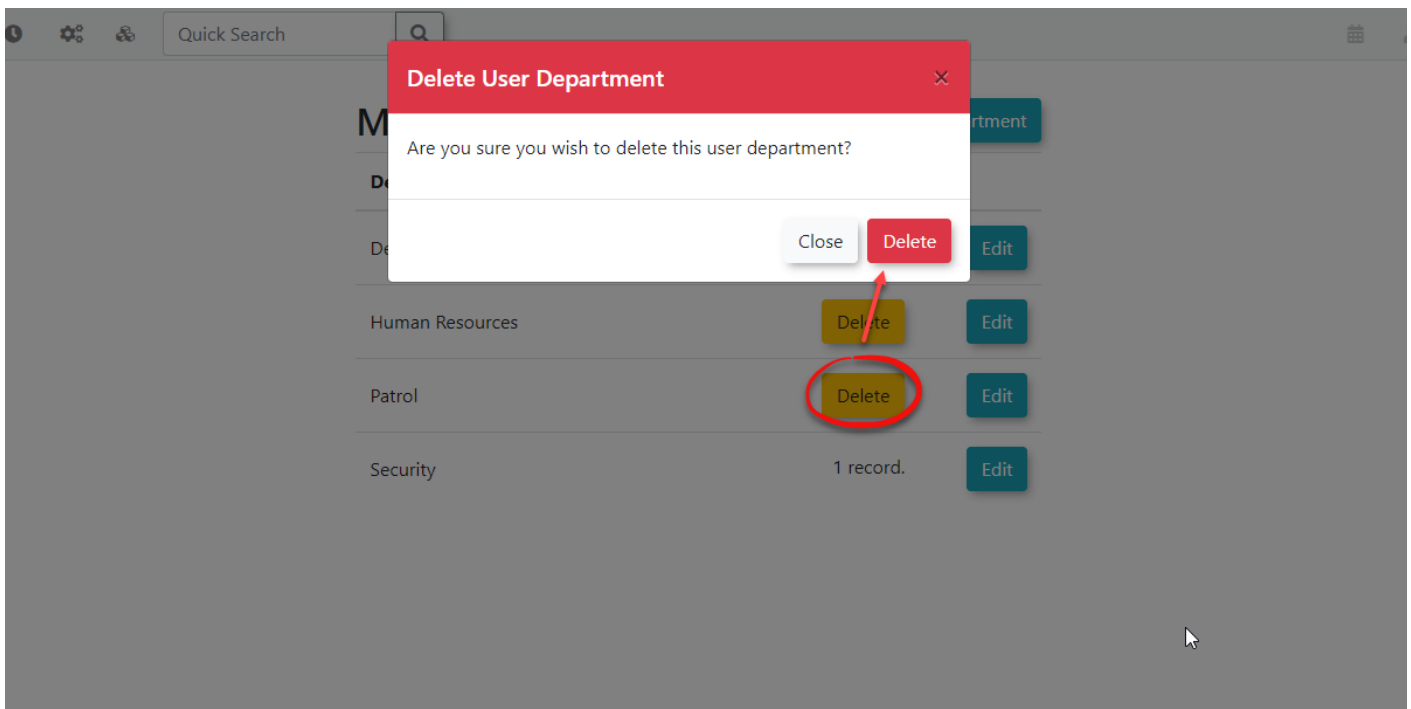 Quick Search
Delete User Department ×
Are you sure you wish to delete this user department?
Close Delete
Edit
Human Resources Delete Edit
Patrol Delete Edit
Security 1 record. Edit